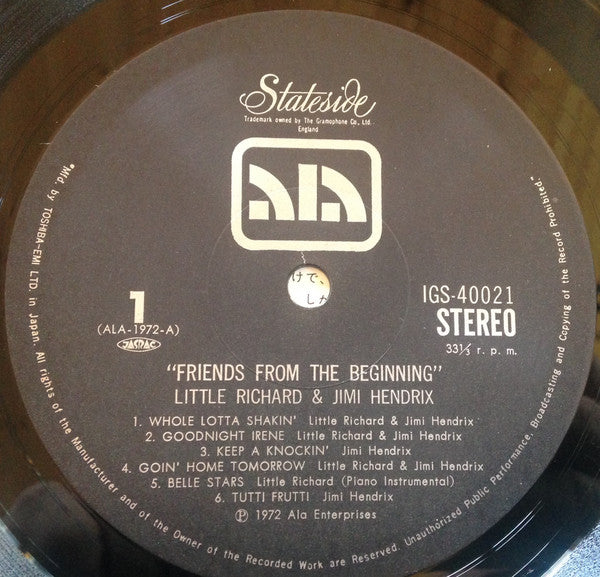 Stateside
Trademark owned by The Gramophone Co., Ltd.
England
ala
けで、
1
(ALA-1972-A)
JASRAC
IGS-40021
STEREO
33⅓ r. p. m.
"FRIENDS FROM THE BEGINNING"
LITTLE RICHARD & JIMI HENDRIX
1. WHOLE LOTTA SHAKIN' Little Richard & Jimi Hendrix
2. GOODNIGHT IRENE Little Richard & Jimi Hendrix
3. KEEP A KNOCKIN' Jimi Hendrix
4. GOIN' HOME TOMORROW Little Richard & Jimi Hendrix
5. BELLE STARS Little Richard (Piano Instrumental)
6. TUTTI FRUTTI Jimi Hendrix
Ⓟ 1972 Ala Enterprises
"Mfd. by TOSHIBA-EMI LTD. in Japan. All rights of the Manufacturer and of the Owner of the Recorded Work are Reserved. Unauthorized Public Performance, Broadcasting and Copying of the Record Prohibited."